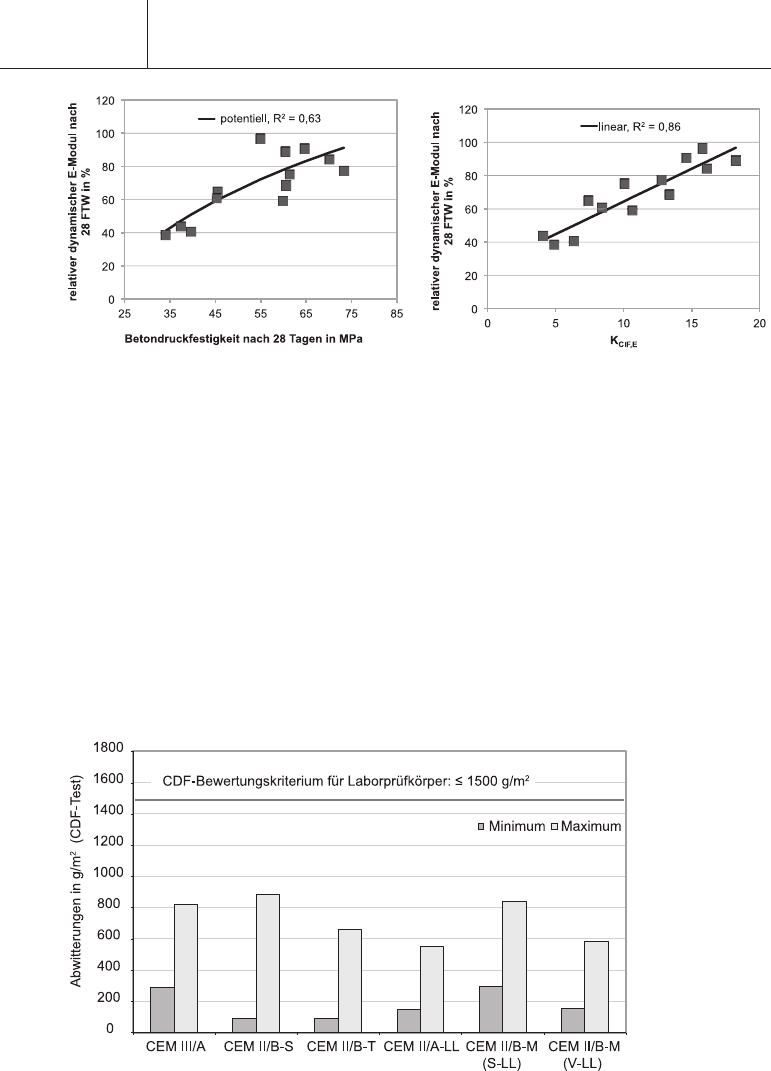 relativer dynamischer E-Modul nach
28 FTW in %
120
100
80
60
40
20
0
potentiell, R² = 0,63
25 35 45 55 65 75 85
Betondruckfestigkeit nach 28 Tagen in MPa
relativer dynamischer E-Modul nach
28 FTW in %
120
100
80
60
40
20
0
linear, R² = 0,86
0 5 10 15 20
K_CIF,E
Abwitterungen in g/m² (CDF-Test)
1800
1600
1400
1200
1000
800
600
400
200
0
CDF-Bewertungskriterium für Laborprüfkörper: ≤ 1500 g/m²
Minimum Maximum
CEM III/A CEM II/B-S CEM II/B-T CEM II/A-LL CEM II/B-M CEM II/B-M
(S-LL) (V-LL)